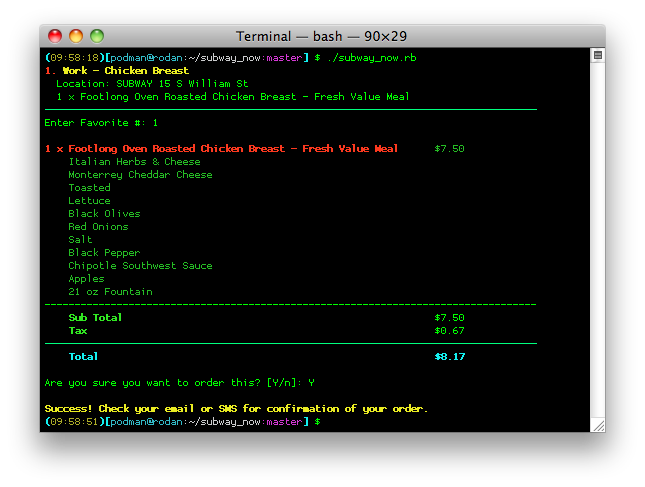 Terminal — bash — 90×29
(09:58:18)[podman@rodan:~/subway_now:master] $ ./subway_now.rb
1. Work - Chicken Breast
Location: SUBWAY 15 S William St
1 x Footlong Oven Roasted Chicken Breast - Fresh Value Meal
Enter Favorite #: 1
1 x Footlong Oven Roasted Chicken Breast - Fresh Value Meal $7.50
Italian Herbs & Cheese
Monterrey Cheddar Cheese
Toasted
Lettuce
Black Olives
Red Onions
Salt
Black Pepper
Chipotle Southwest Sauce
Apples
21 oz Fountain
Sub Total $7.50
Tax $0.67
Total $8.17
Are you sure you want to order this? [Y/n]: Y
Success! Check your email or SMS for confirmation of your order.
(09:58:51)[podman@rodan:~/subway_now:master] $